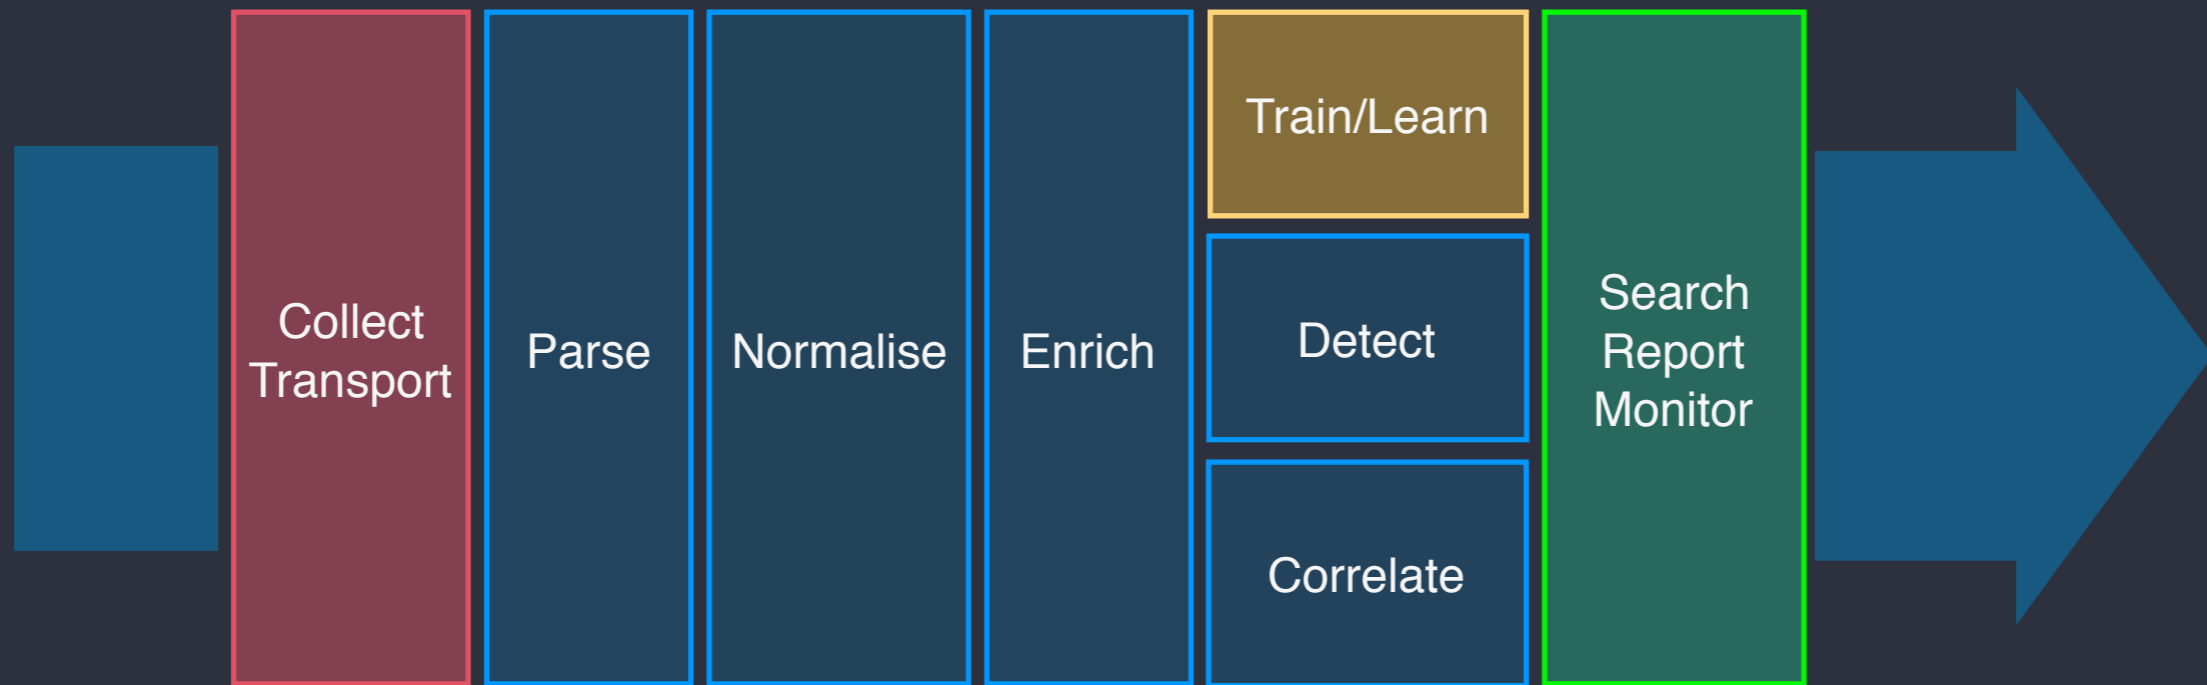 Collect
Transport
Parse
Normalise
Enrich
Train/Learn
Detect
Correlate
Search
Report
Monitor